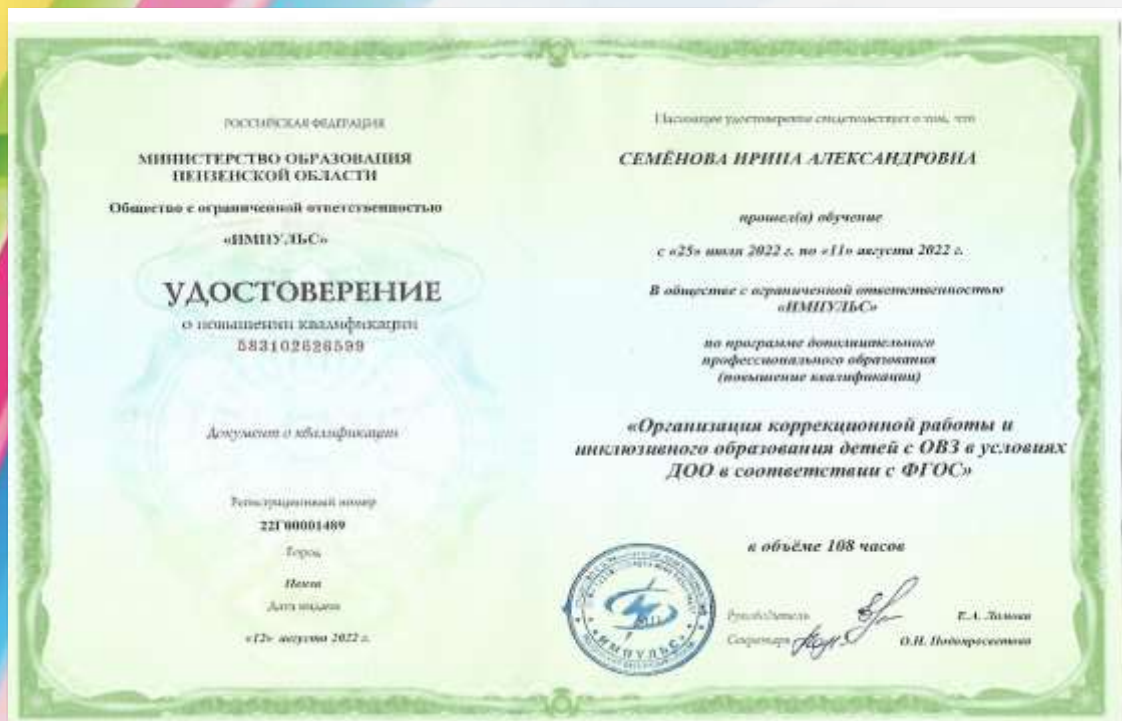 РОССИЙСКАЯ ФЕДЕРАЦИЯ
МИНИСТЕРСТВО ОБРАЗОВАНИЯ
ПЕНЗЕНСКОЙ ОБЛАСТИ
Общество с ограниченной ответственностью
«ИМПУЛЬС»
УДОСТОВЕРЕНИЕ
о повышении квалификации
583102626599
Документ о квалификации
Регистрационный номер
22Г00001489
Город
Пенза
Дата выдачи
«12» августа 2022 г.
Настоящее удостоверение свидетельствует о том, что
СЕМЁНОВА ИРИНА АЛЕКСАНДРОВНА
прошел(а) обучение
с «25» июля 2022 г. по «11» августа 2022 г.
В обществе с ограниченной ответственностью
«ИМПУЛЬС»
по программе дополнительного
профессионального образования
(повышение квалификации)
«Организация коррекционной работы и
инклюзивного образования детей с ОВЗ в условиях
ДОО в соответствии с ФГОС»
в объёме 108 часов
Руководитель
Е.А.
Секретарь
О.Н.
«ИМПУЛЬС»